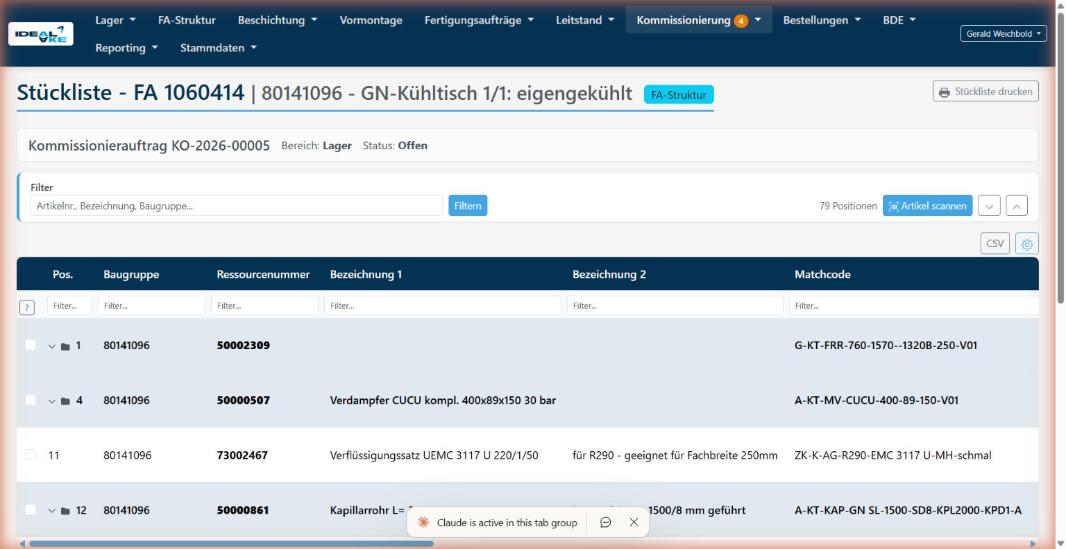 IDEAL AKE
Lager
FA-Struktur
Beschichtung
Vormontage
Fertigungsaufträge
Leitstand
Kommissionierung 4
Bestellungen
BDE
Gerald Weichbold
Reporting
Stammdaten
Stückliste - FA 1060414 | 80141096 - GN-Kühltisch 1/1: eigengekühlt FA-Struktur
Stückliste drucken
Kommissionierauftrag KO-2026-00005 Bereich: Lager Status: Offen
Filter
Artikelnr., Bezeichnung, Baugruppe...
Filtern
79 Positionen
Artikel scannen
CSV
Pos. Baugruppe Ressourcenummer Bezeichnung 1 Bezeichnung 2 Matchcode
? Filter... Filter... Filter... Filter... Filter... Filter...
1 80141096 50002309 G-KT-FRR-760-1570--1320B-250-V01
4 80141096 50000507 Verdampfer CUCU kompl. 400x89x150 30 bar A-KT-MV-CUCU-400-89-150-V01
11 80141096 73002467 Verflüssigungssatz UEMC 3117 U 220/1/50 für R290 - geeignet für Fachbreite 250mm ZK-K-AG-R290-EMC 3117 U-MH-schmal
12 80141096 50000861 Kapillarrohr L= 1500/8 mm geführt A-KT-KAP-GN SL-1500-SD8-KPL2000-KPD1-A
Claude is active in this tab group